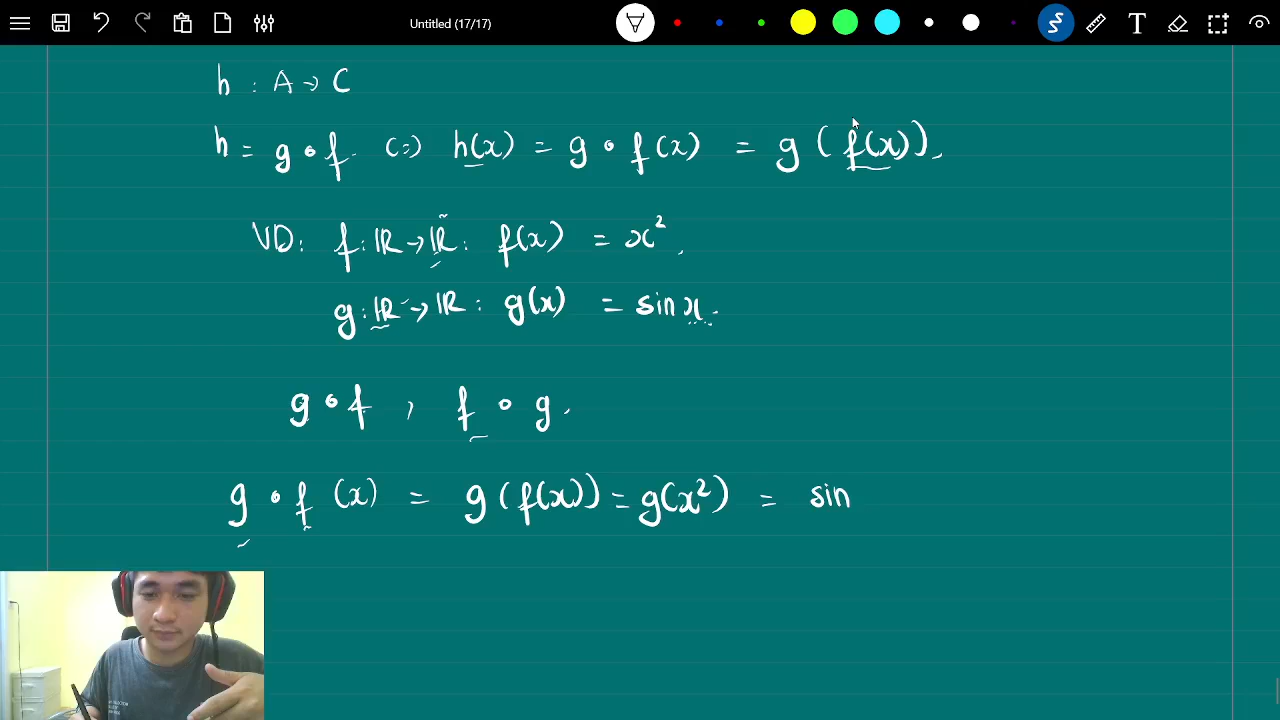 Untitled (17/17)
T
h : A → C
h = g ∘ f. (=) h(x) = g ∘ f(x) = g(f(x)).
VD: f: ℝ → ℝ: f(x) = x².
g: ℝ → ℝ: g(x) = sin x.
g ∘ f , f ∘ g.
g ∘ f (x) = g(f(x)) = g(x²) = sin